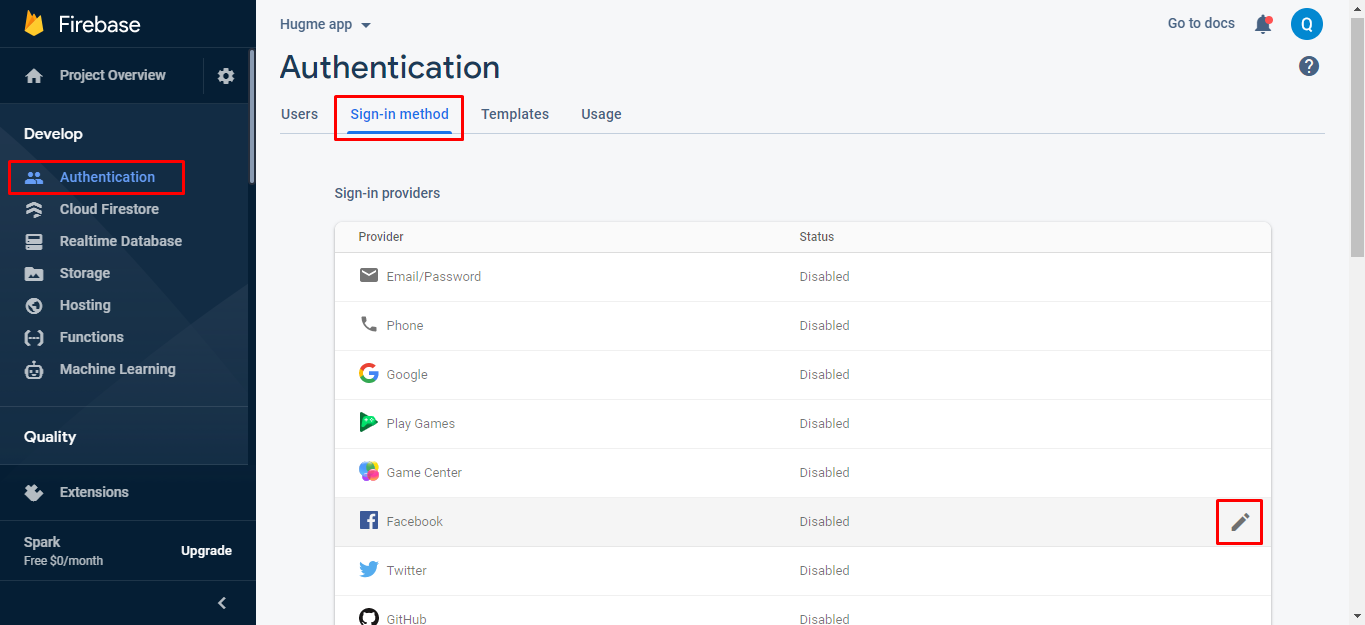 Firebase
Project Overview
Develop
Authentication
Cloud Firestore
Realtime Database
Storage
Hosting
Functions
Machine Learning
Quality
Extensions
Spark
Free $0/month
Upgrade
Hugme app
Go to docs
Q
Authentication
?
Users Sign-in method Templates Usage
Sign-in providers
Provider Status
Email/Password Disabled
Phone Disabled
Google Disabled
Play Games Disabled
Game Center Disabled
Facebook Disabled
Twitter Disabled
GitHub Disabled